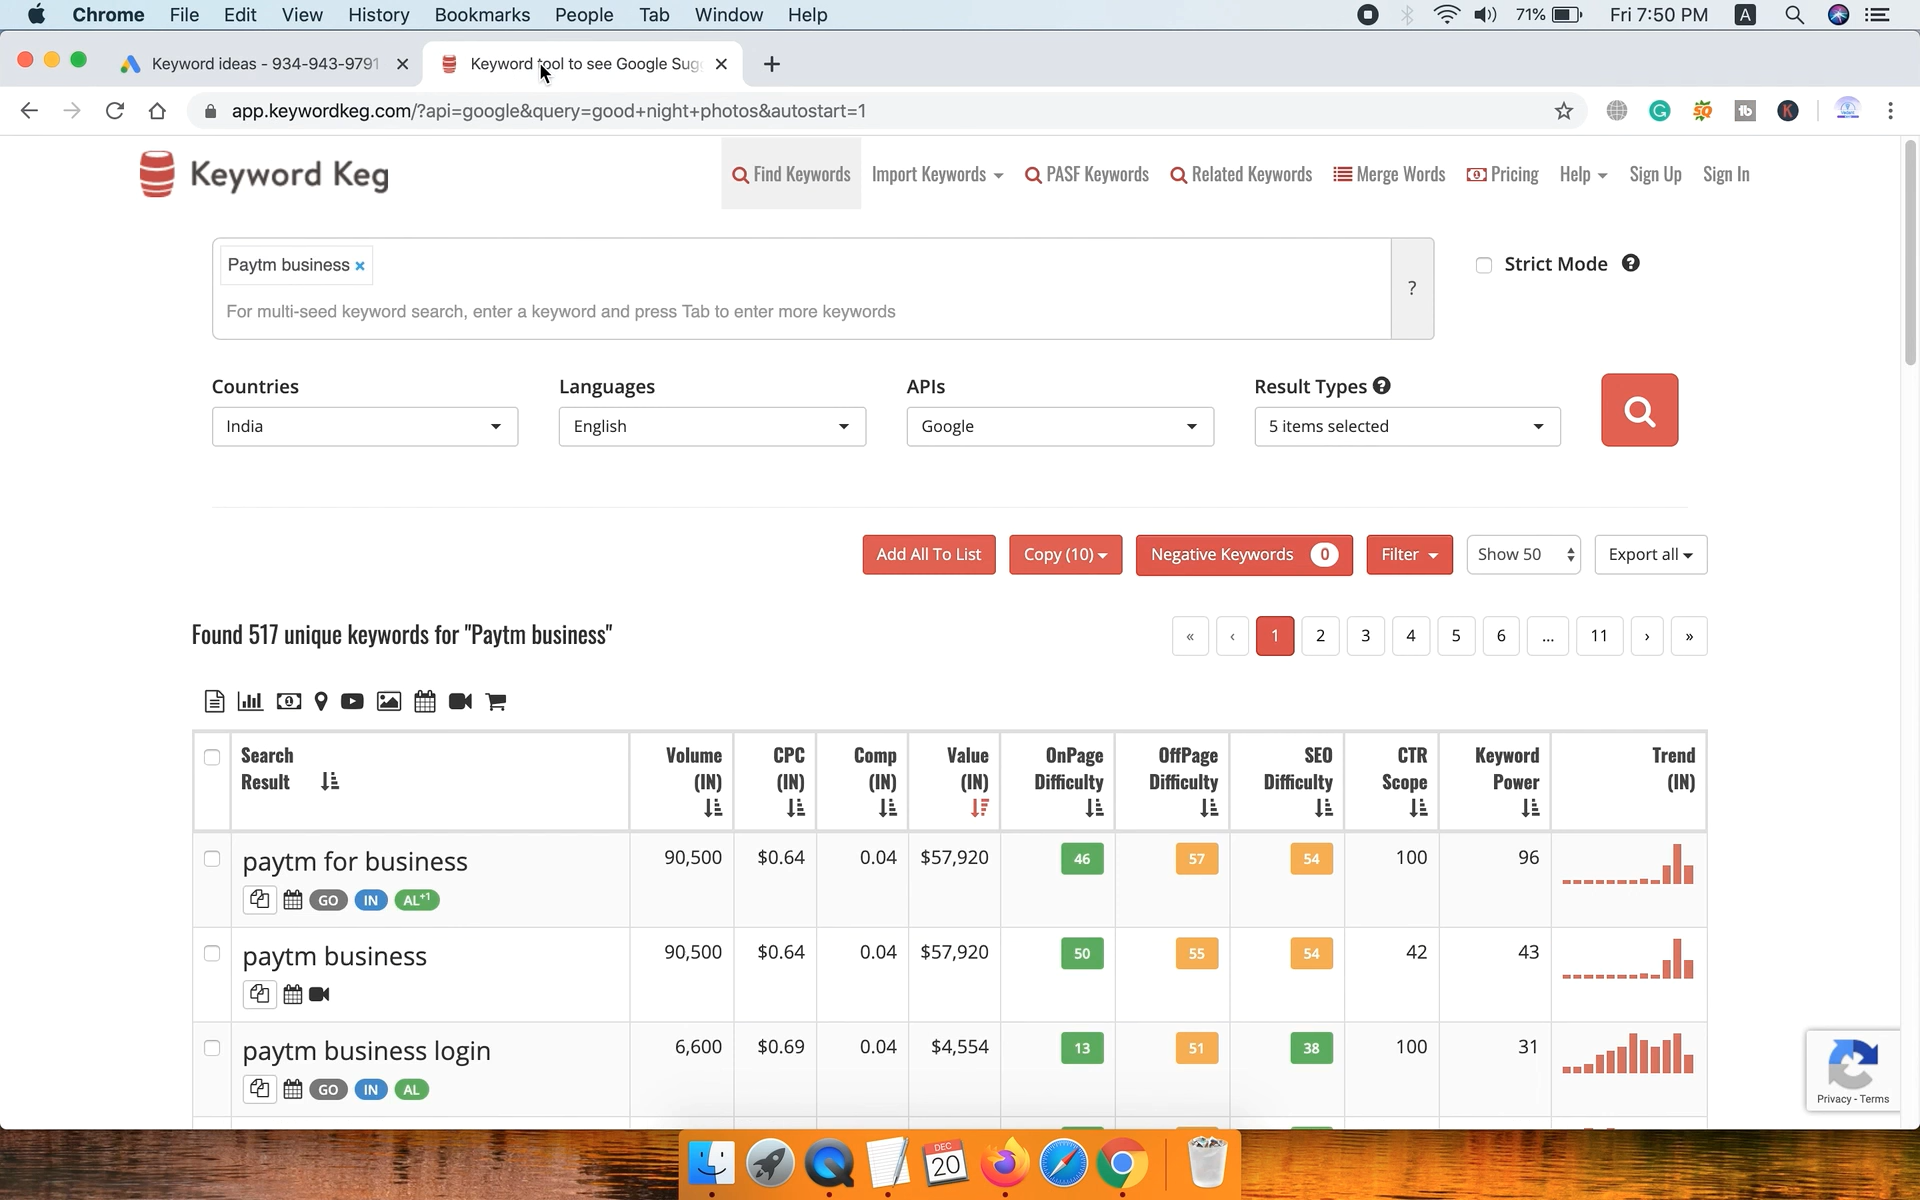 Chrome File Edit View History Bookmarks People Tab Window Help 71% Fri 7:50 PM A
Keyword ideas - 934-943-9791 Keyword tool to see Google Sug
app.keywordkeg.com/?api=google&query=good+night+photos&autostart=1
Keyword Keg Find Keywords Import Keywords PASF Keywords Related Keywords Merge Words Pricing Help Sign Up Sign In
Paytm business × Strict Mode ?
For multi-seed keyword search, enter a keyword and press Tab to enter more keywords ?
Countries Languages APIs Result Types ?
India English Google 5 items selected
Add All To List Copy (10) Negative Keywords 0 Filter Show 50 Export all
Found 517 unique keywords for "Paytm business" « ‹ 1 2 3 4 5 6 ... 11 › »
Search Volume CPC Comp Value OnPage OffPage SEO CTR Keyword Trend
Result (IN) (IN) (IN) (IN) Difficulty Difficulty Difficulty Scope Power (IN)
paytm for business 90,500 $0.64 0.04 $57,920 46 57 54 100 96
GO IN AL+1
paytm business 90,500 $0.64 0.04 $57,920 50 55 54 42 43
paytm business login 6,600 $0.69 0.04 $4,554 13 51 38 100 31
GO IN AL
Privacy - Terms
DEC
20